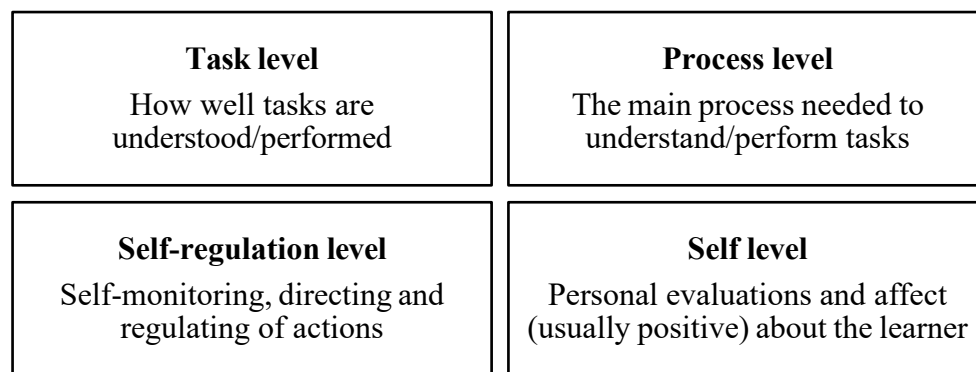 Task level
How well tasks are
understood/performed
Process level
The main process needed to
understand/perform tasks
Self-regulation level
Self-monitoring, directing and
regulating of actions
Self level
Personal evaluations and affect
(usually positive) about the learner